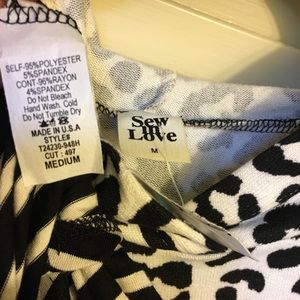 SELF-95%POLYESTER
5%SPANDEX
CONT-96%RAYON
4%SPANDEX
Do Not Bleach
Hand Wash. Cold
Do Not Tumble Dry
MADE IN U.S.A
STYLE#
T24230-948H
CUT : 497
MEDIUM
Sew
in
Love
M